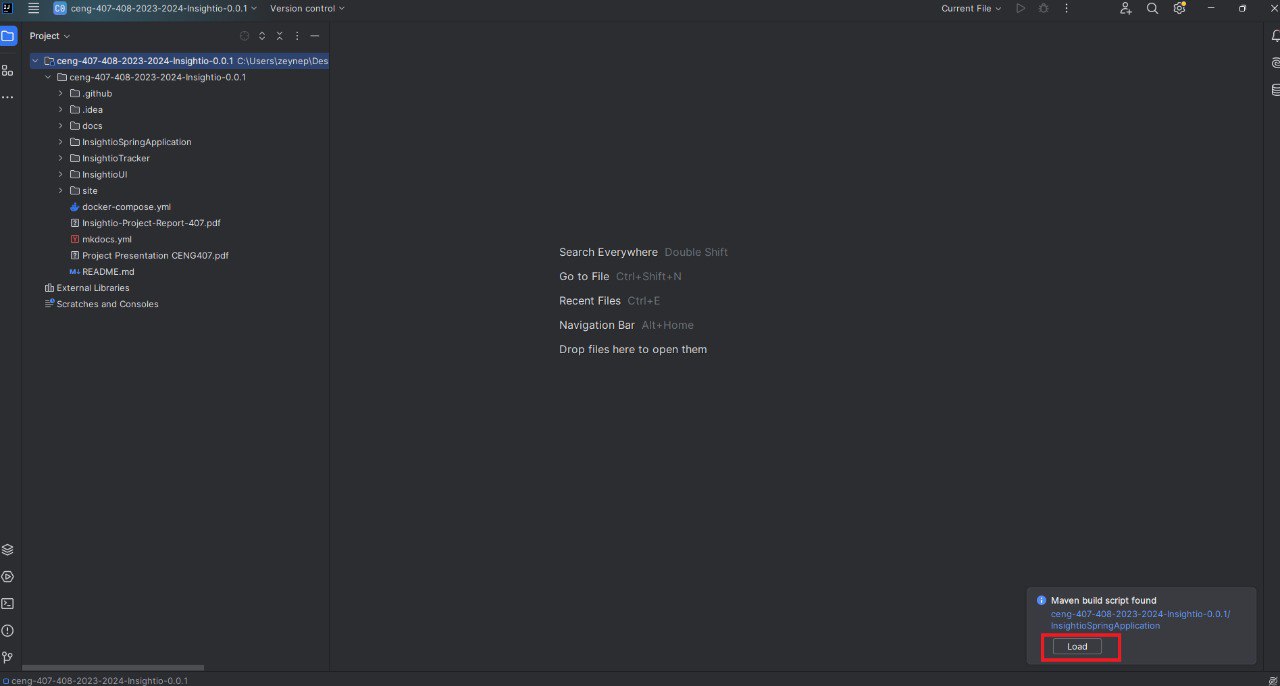 C0 ceng-407-408-2023-2024-Insightio-0.0.1 Version control Current File
Project
ceng-407-408-2023-2024-Insightio-0.0.1 C:\Users\zeynep\Des
ceng-407-408-2023-2024-Insightio-0.0.1
.github
.idea
docs
InsightioSpringApplication
InsightioTracker
InsightioUI
site
docker-compose.yml
Insightio-Project-Report-407.pdf
mkdocs.yml
Project Presentation CENG407.pdf
README.md
External Libraries
Scratches and Consoles
Search Everywhere Double Shift
Go to File Ctrl+Shift+N
Recent Files Ctrl+E
Navigation Bar Alt+Home
Drop files here to open them
Maven build script found
ceng-407-408-2023-2024-Insightio-0.0.1/
InsightioSpringApplication
Load
ceng-407-408-2023-2024-Insightio-0.0.1